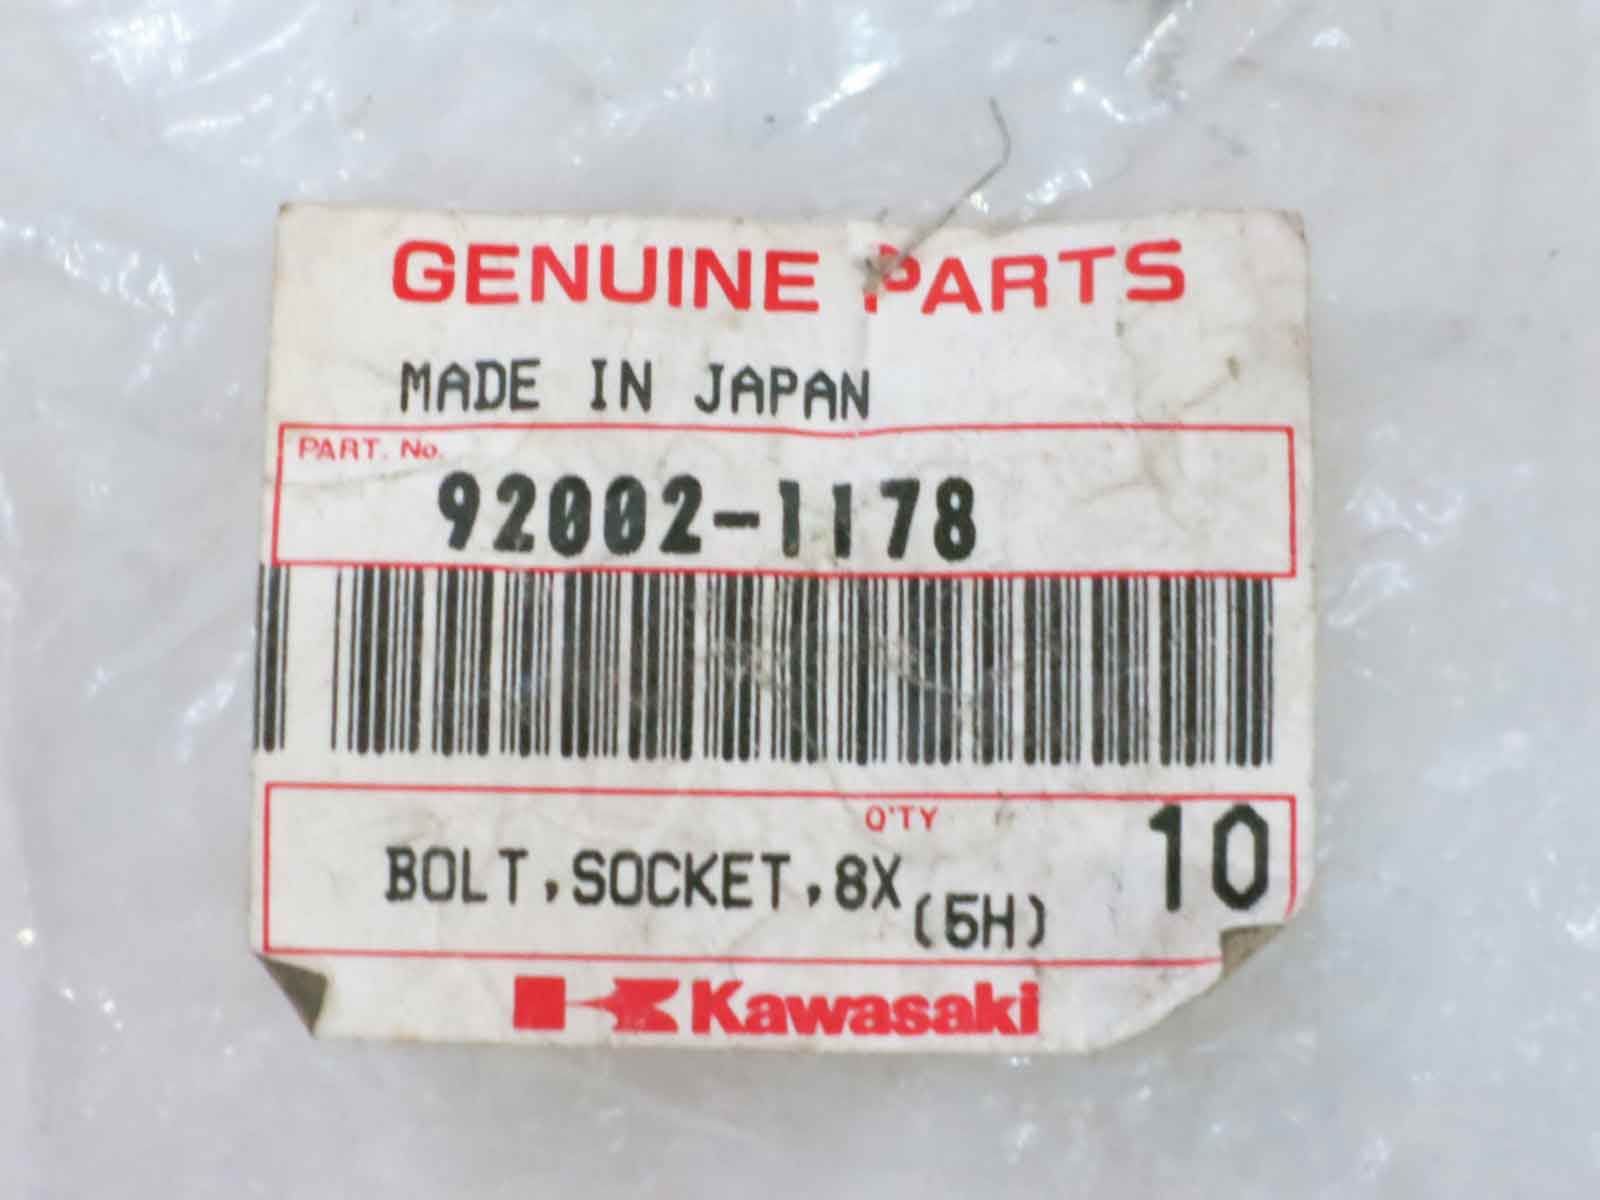 GENUINE PARTS
MADE IN JAPAN
PART. No.
92002-1178
Q'TY
10
BOLT,SOCKET,8X
(5H)
Kawasaki